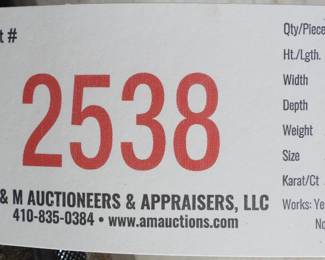 t #
2538
& M AUCTIONEERS & APPRAISERS, LLC
410-835-0384 • www.amauctions.com
Qty/Piece
Ht./Lgth.
Width
Depth
Weight
Size
Karat/Ct
Works: Ye
No